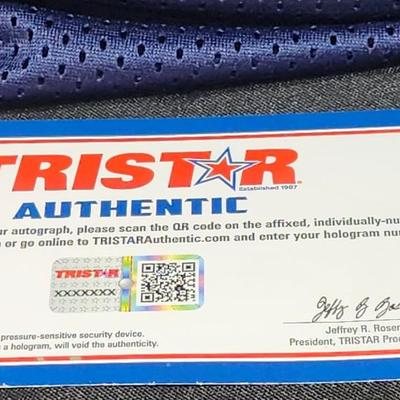 TRISTAR
Established 1987
AUTHENTIC
autograph, please scan the QR code on the affixed, individually-nu
or go online to TRISTARAuthentic.com and enter your hologram nu
TRISTAR
XXXXXXX
pressure-sensitive security device.
a hologram, will void the authenticity.
Jeffrey R. Rosen
President, TRISTAR Proc